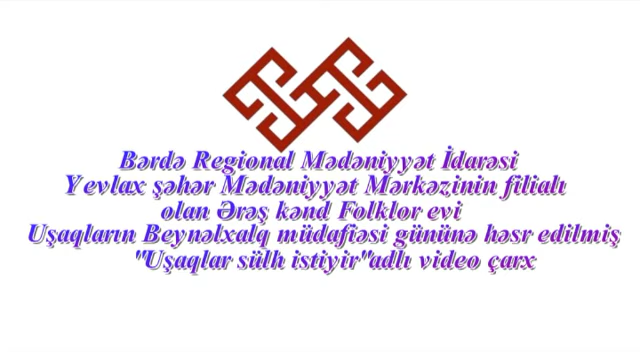 Bərdə Regional Mədəniyyət İdarəsi
Yevlax şəhər Mədəniyyət Mərkəzinin filialı
olan Ərəş kənd Folklor evi
Uşaqların Beynəlxalq müdafiəsi gününə həsr edilmiş
"Uşaqlar sülh istiyir"adlı video çarx